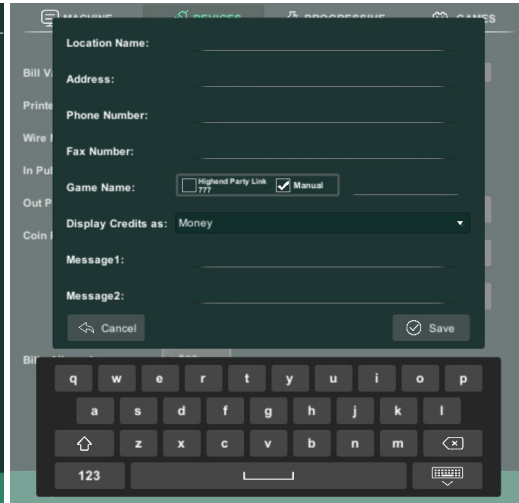 MACHINE DEVICES PROGRESSIVE GAMES
Location Name:
Bill V
Address:
Printe
Phone Number:
Wire
Fax Number:
In Pul
Game Name: Highend Party Link
777 Manual
Out P
Display Credits as: Money
Coin
Message1:
Message2:
Cancel Save
q w e r t y u i o p
a s d f g h j k l
z x c v b n m
123